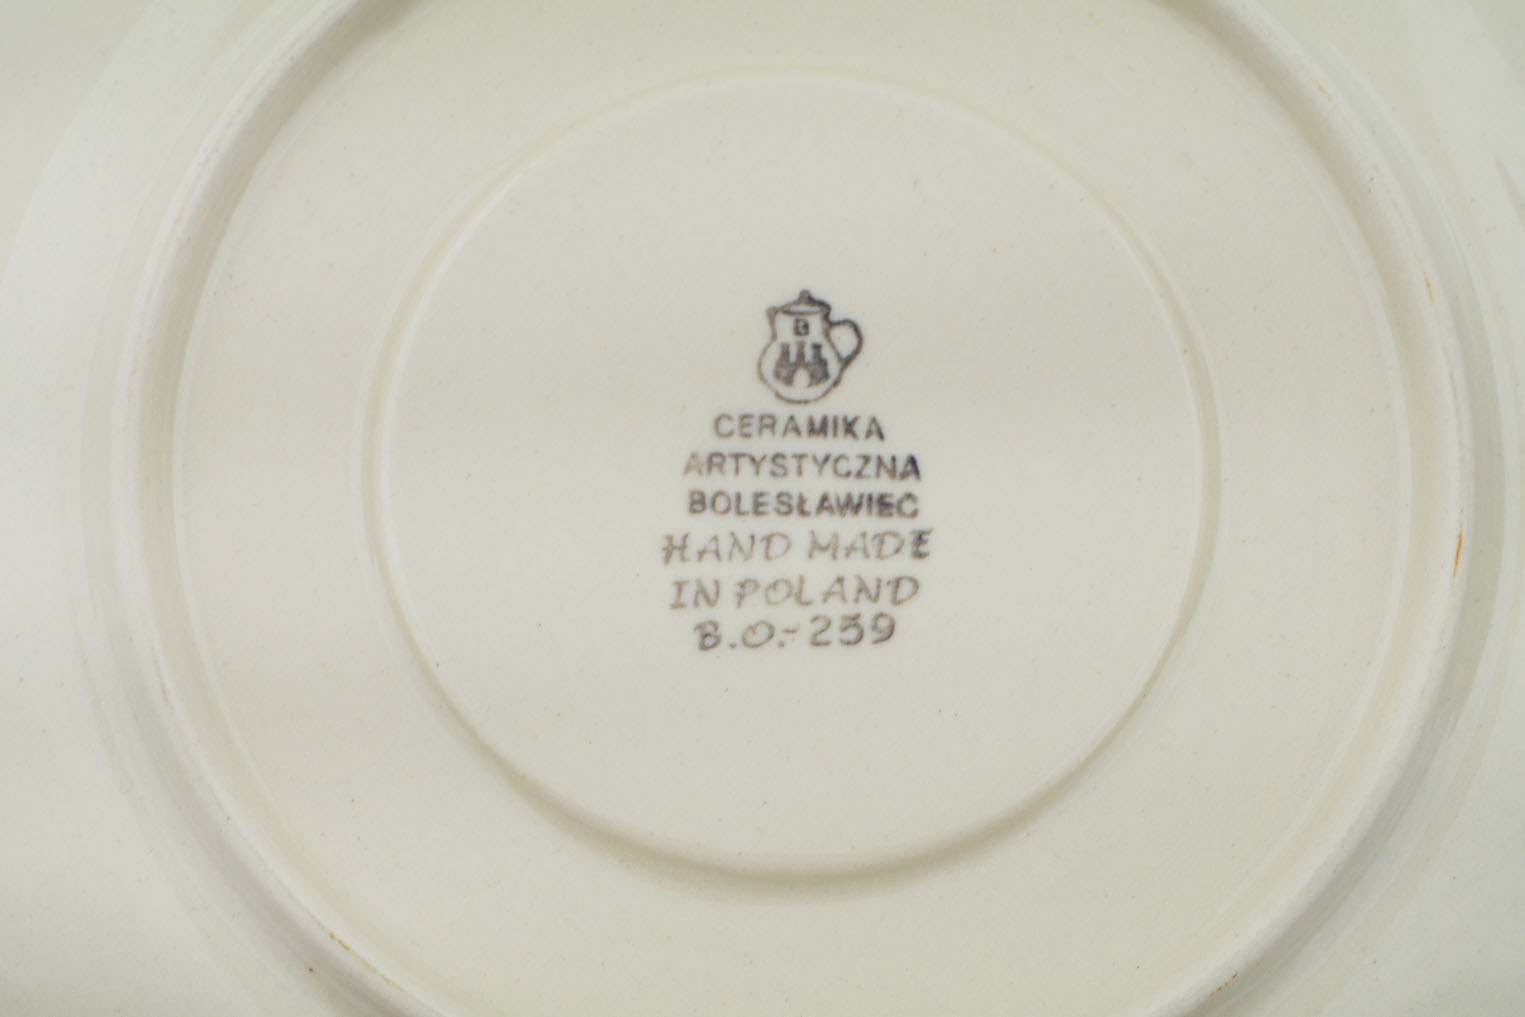 B
CERAMIKA
ARTYSTYCZNA
BOLESŁAWIEC
HAND MADE
IN POLAND
B.O.-259